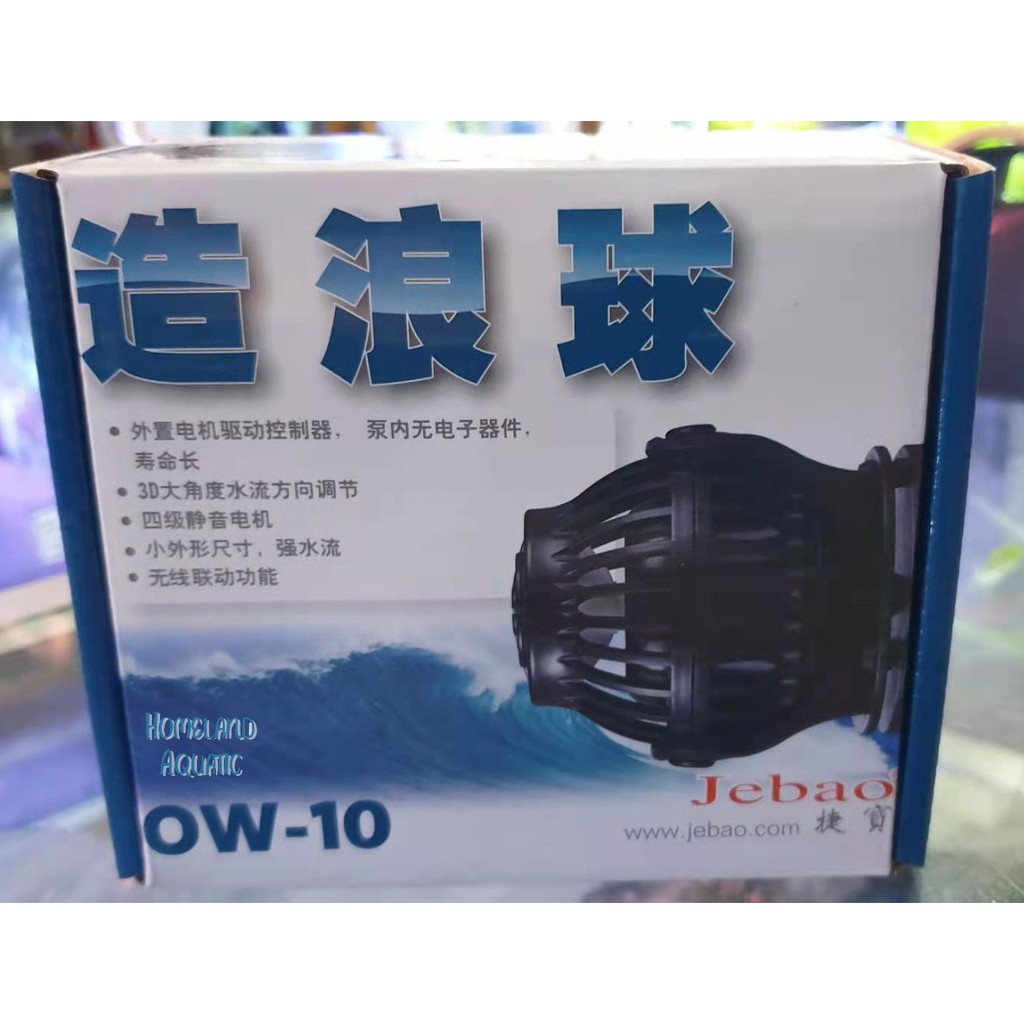 造浪球
• 外置电机驱动控制器， 泵内无电子器件，
寿命长
• 3D大角度水流方向调节
• 四级静音电机
• 小外形尺寸，强水流
• 无线联动功能
HOMELAND
AQUATIC
OW-10
Jebao
www.jebao.com 捷寶